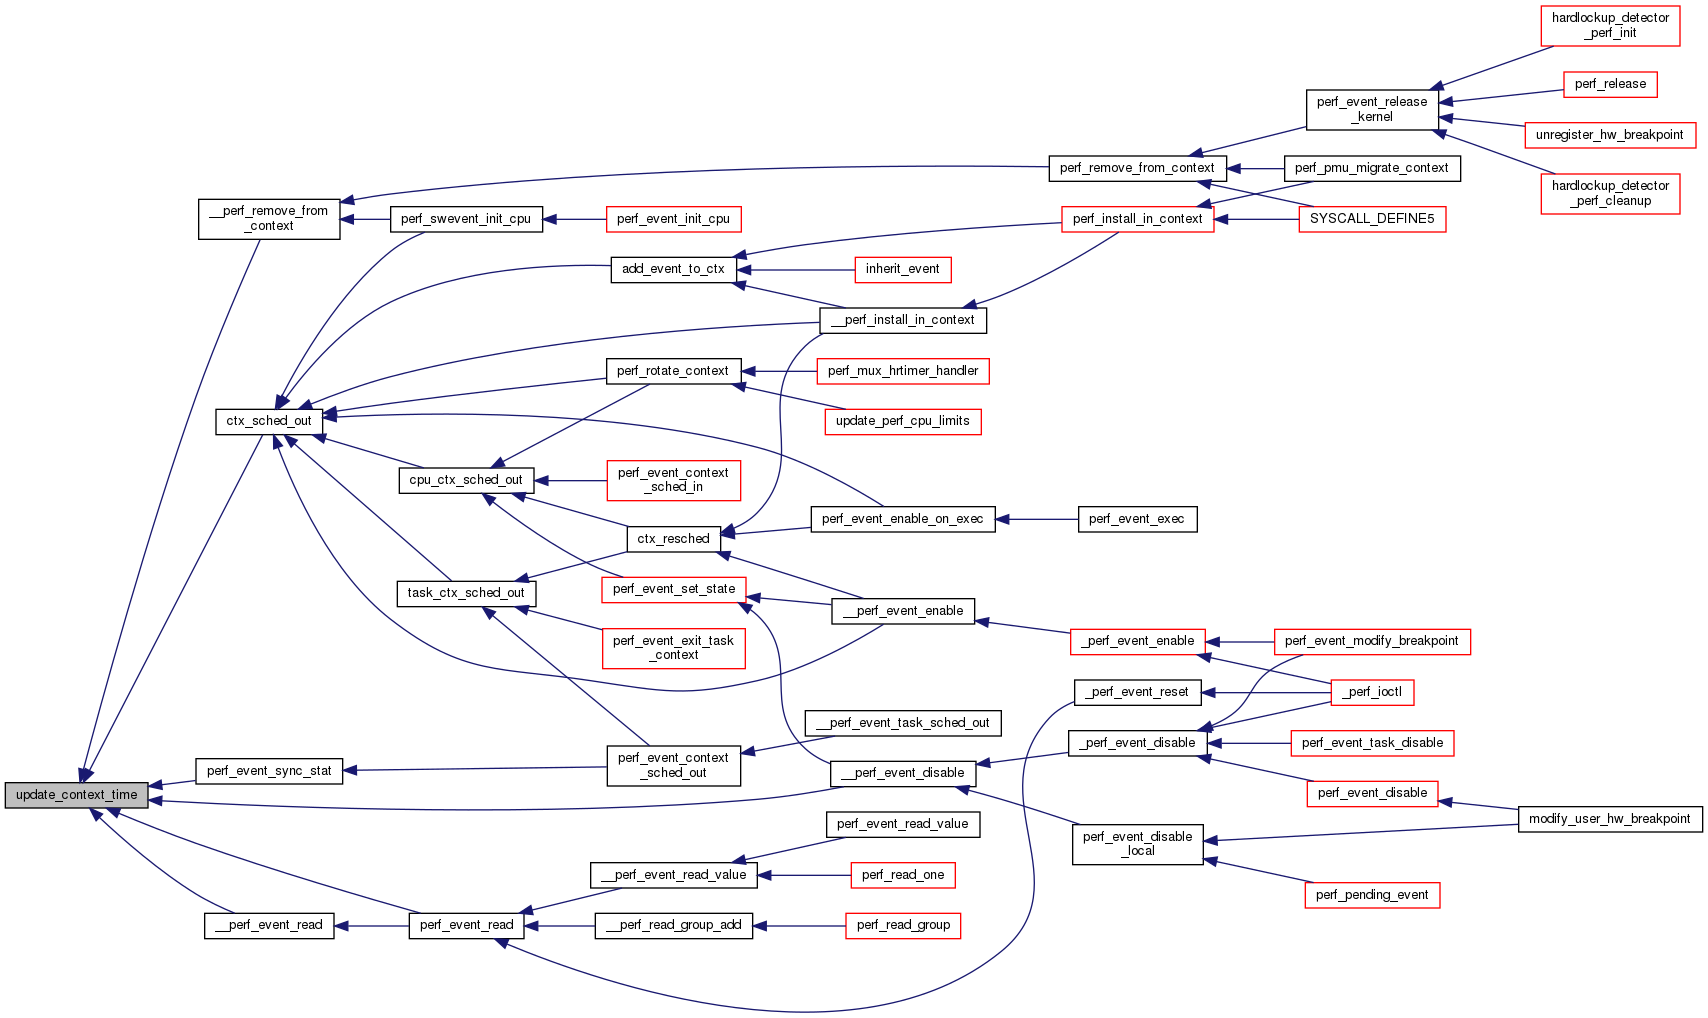 hardlockup_detector
_perf_init
perf_release
perf_event_release
_kernel
unregister_hw_breakpoint
perf_remove_from_context
perf_pmu_migrate_context
hardlockup_detector
_perf_cleanup
__perf_remove_from
_context
perf_swevent_init_cpu
perf_event_init_cpu
perf_install_in_context
SYSCALL_DEFINE5
add_event_to_ctx
inherit_event
__perf_install_in_context
perf_rotate_context
perf_mux_hrtimer_handler
ctx_sched_out
update_perf_cpu_limits
cpu_ctx_sched_out
perf_event_context
_sched_in
perf_event_enable_on_exec
perf_event_exec
ctx_resched
task_ctx_sched_out
perf_event_set_state
__perf_event_enable
perf_event_exit_task
_context
_perf_event_enable
perf_event_modify_breakpoint
_perf_event_reset
_perf_ioctl
__perf_event_task_sched_out
_perf_event_disable
perf_event_task_disable
perf_event_sync_stat
perf_event_context
_sched_out
__perf_event_disable
update_context_time
perf_event_disable
perf_event_read_value
perf_event_disable
_local
modify_user_hw_breakpoint
__perf_event_read_value
perf_read_one
perf_pending_event
__perf_event_read
perf_event_read
__perf_read_group_add
perf_read_group